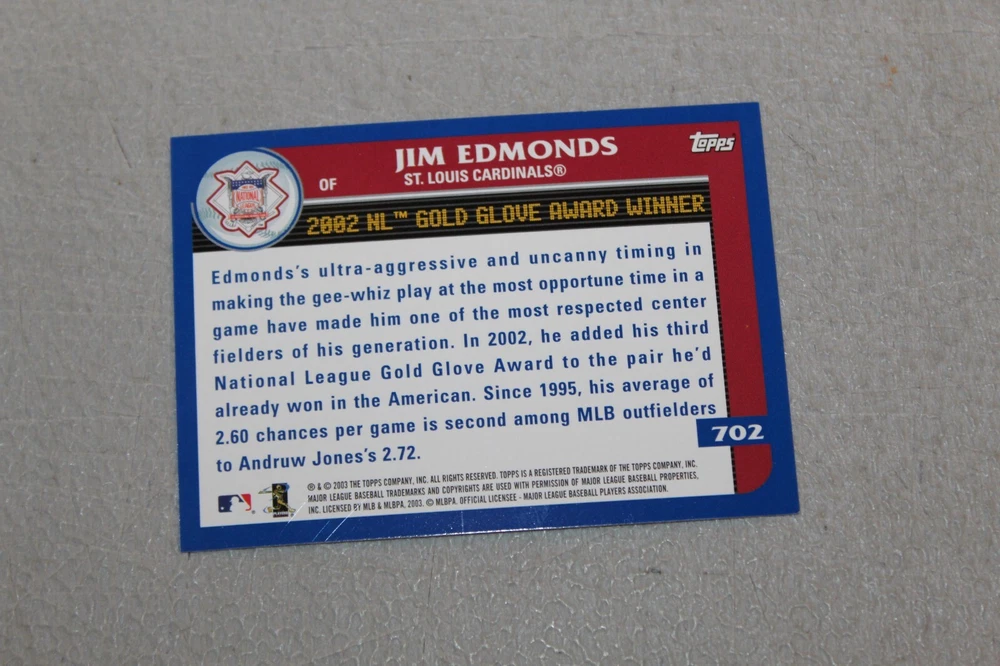 Topps
JIM EDMONDS
OF
ST. LOUIS CARDINALS®
NATIONAL
2002 NL™ GOLD GLOVE AWARD WINNER
Edmonds's ultra-aggressive and uncanny timing in
making the gee-whiz play at the most opportune time in a
game have made him one of the most respected center
fielders of his generation. In 2002, he added his third
National League Gold Glove Award to the pair he'd
already won in the American. Since 1995, his average of
2.60 chances per game is second among MLB outfielders
to Andruw Jones's 2.72.
702
® & © 2003 THE TOPPS COMPANY, INC. ALL RIGHTS RESERVED. TOPPS IS A REGISTERED TRADEMARK OF THE TOPPS COMPANY, INC.
MAJOR LEAGUE BASEBALL TRADEMARKS AND COPYRIGHTS ARE USED WITH PERMISSION OF MAJOR LEAGUE BASEBALL PROPERTIES,
INC. LICENSED BY MLB & MLBPA, 2003. © MLBPA. OFFICIAL LICENSEE - MAJOR LEAGUE BASEBALL PLAYERS ASSOCIATION.